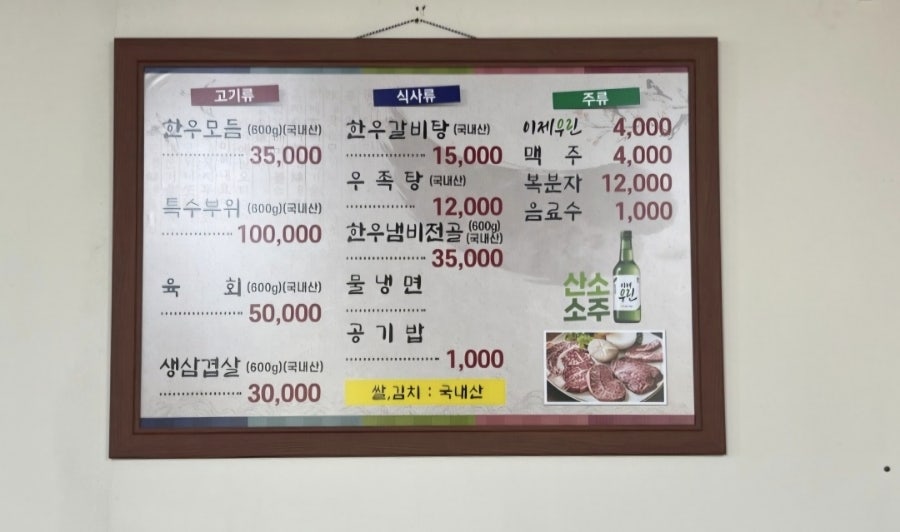 고기류
한우모듬 (600g)(국내산)
35,000
특수부위 (600g)(국내산)
100,000
육 회 (600g)(국내산)
50,000
생삼겹살 (600g)(국내산)
30,000
식사류
한우갈비탕 (국내산)
15,000
우 족 탕 (국내산)
12,000
한우냄비전골 (600g)(국내산)
35,000
물 냉 면
공 기 밥
1,000
쌀,김치 : 국내산
주류
이제우린 4,000
맥 주 4,000
복분자 12,000
음료수 1,000
산소
소주
이제
우린